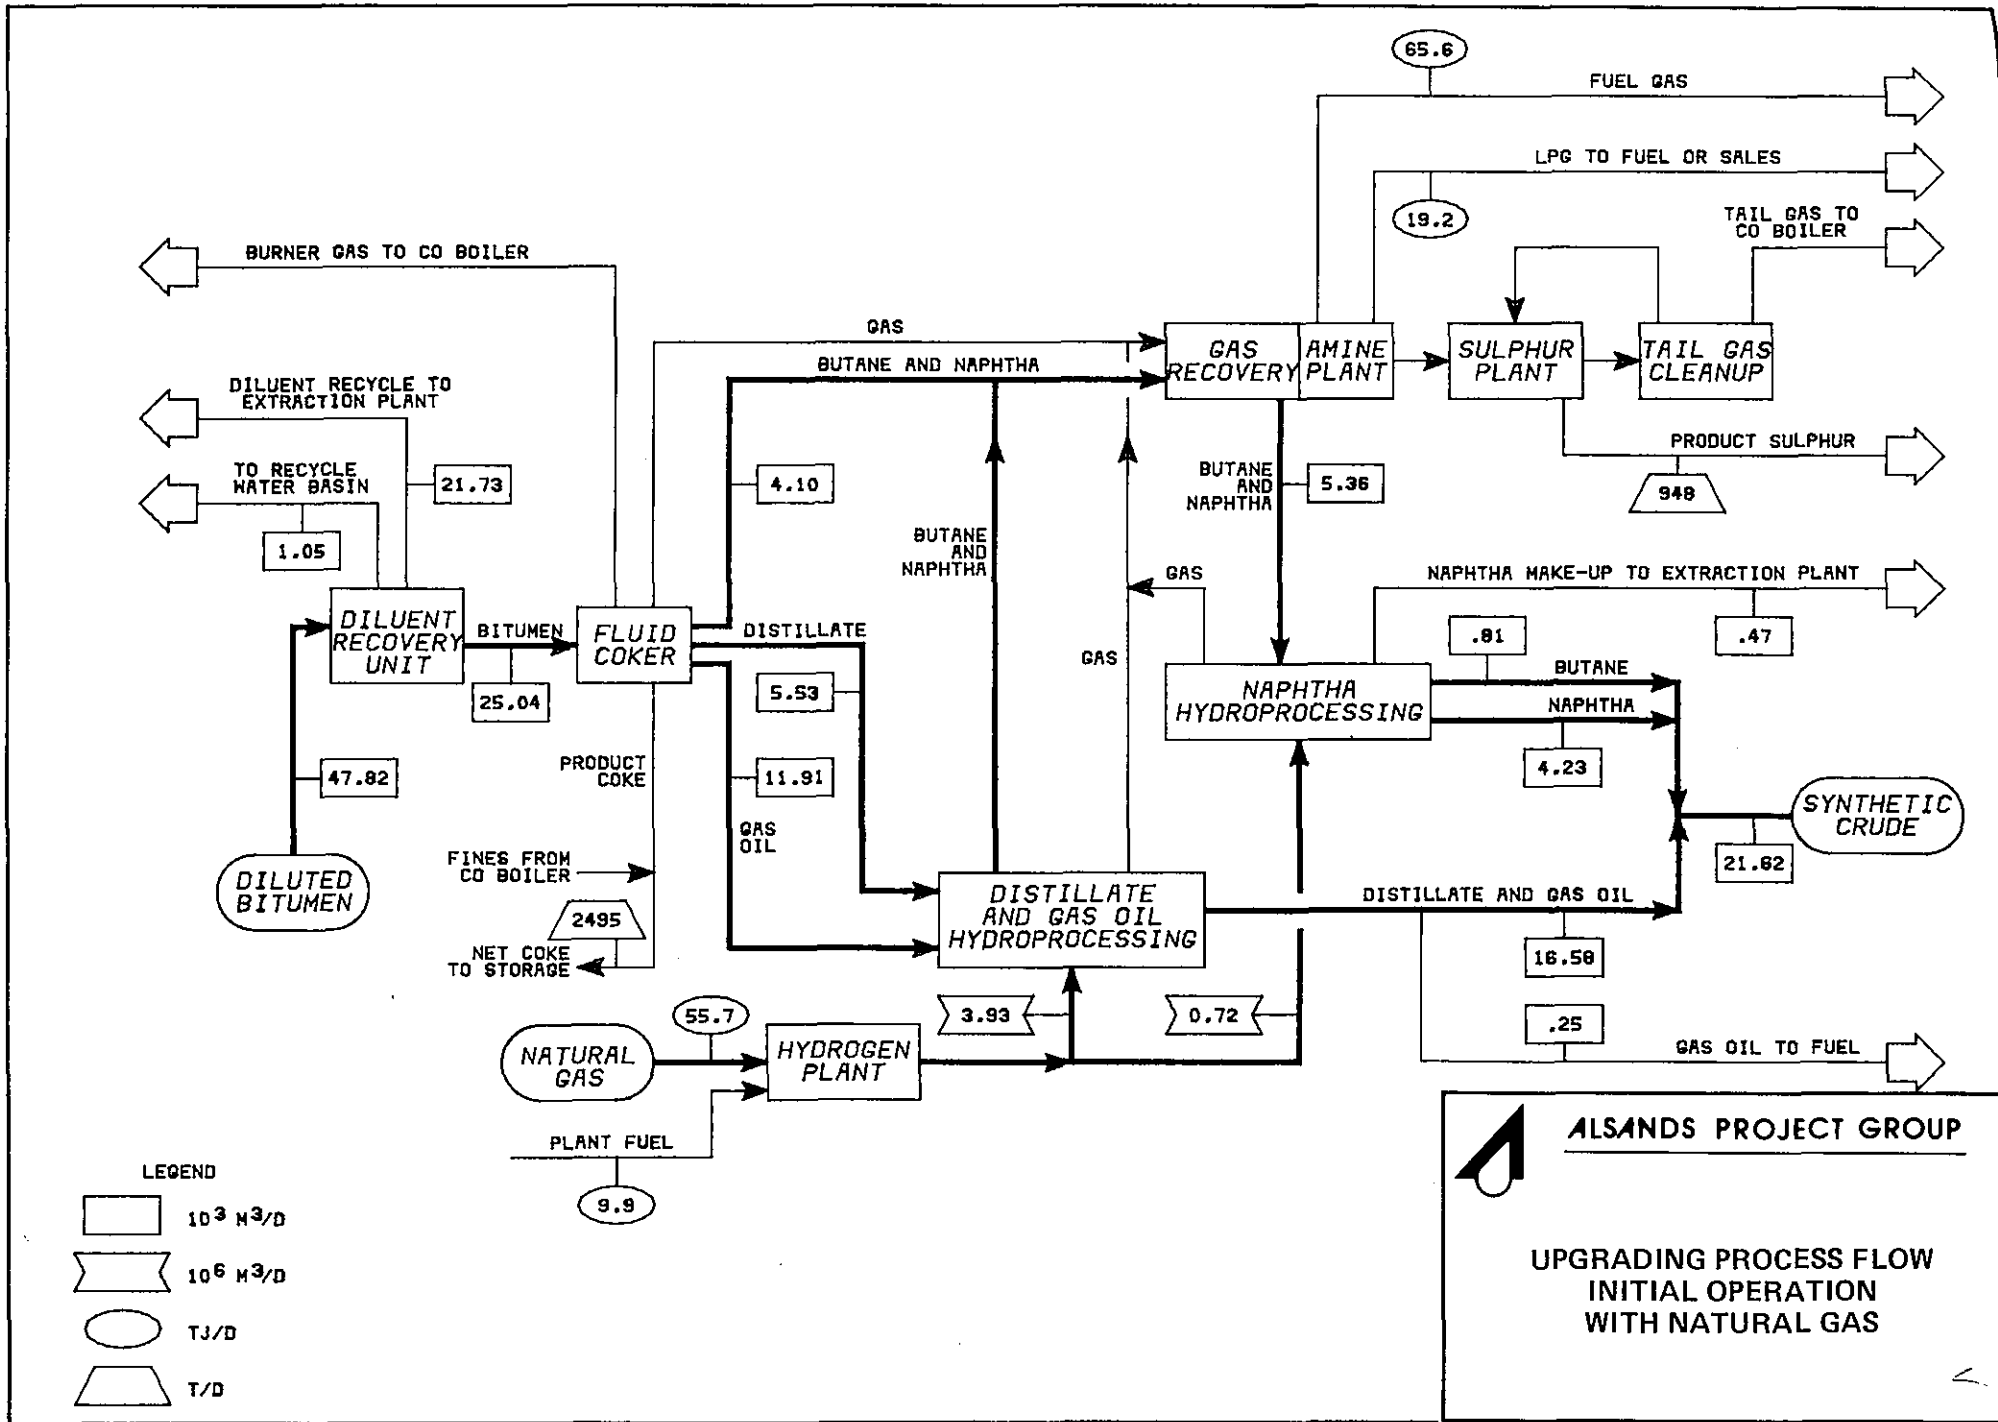 65.6
FUEL GAS
LPG TO FUEL OR SALES
19.2
TAIL GAS TO
CO BOILER
BURNER GAS TO CO BOILER
GAS
BUTANE AND NAPHTHA
GAS
RECOVERY
AMINE
PLANT
SULPHUR
PLANT
TAIL GAS
CLEANUP
DILUENT RECYCLE TO
EXTRACTION PLANT
PRODUCT SULPHUR
948
TO RECYCLE
WATER BASIN
21.73
1.05
4.10
BUTANE
AND
NAPHTHA
5.36
BUTANE
AND
NAPHTHA
GAS
GAS
NAPHTHA MAKE-UP TO EXTRACTION PLANT
.47
DILUENT
RECOVERY
UNIT
BITUMEN
25.04
FLUID
COKER
DISTILLATE
5.53
.81
BUTANE
NAPHTHA
HYDROPROCESSING
NAPHTHA
4.23
47.82
PRODUCT
COKE
11.91
GAS
OIL
SYNTHETIC
CRUDE
21.62
DILUTED
BITUMEN
FINES FROM
CO BOILER
2495
NET COKE
TO STORAGE
DISTILLATE
AND GAS OIL
HYDROPROCESSING
DISTILLATE AND GAS OIL
16.58
.25
GAS OIL TO FUEL
55.7
3.93
0.72
NATURAL
GAS
HYDROGEN
PLANT
PLANT FUEL
9.9
LEGEND
10³ M³/D
10⁶ M³/D
TJ/D
T/D
ALSANDS PROJECT GROUP
UPGRADING PROCESS FLOW
INITIAL OPERATION
WITH NATURAL GAS